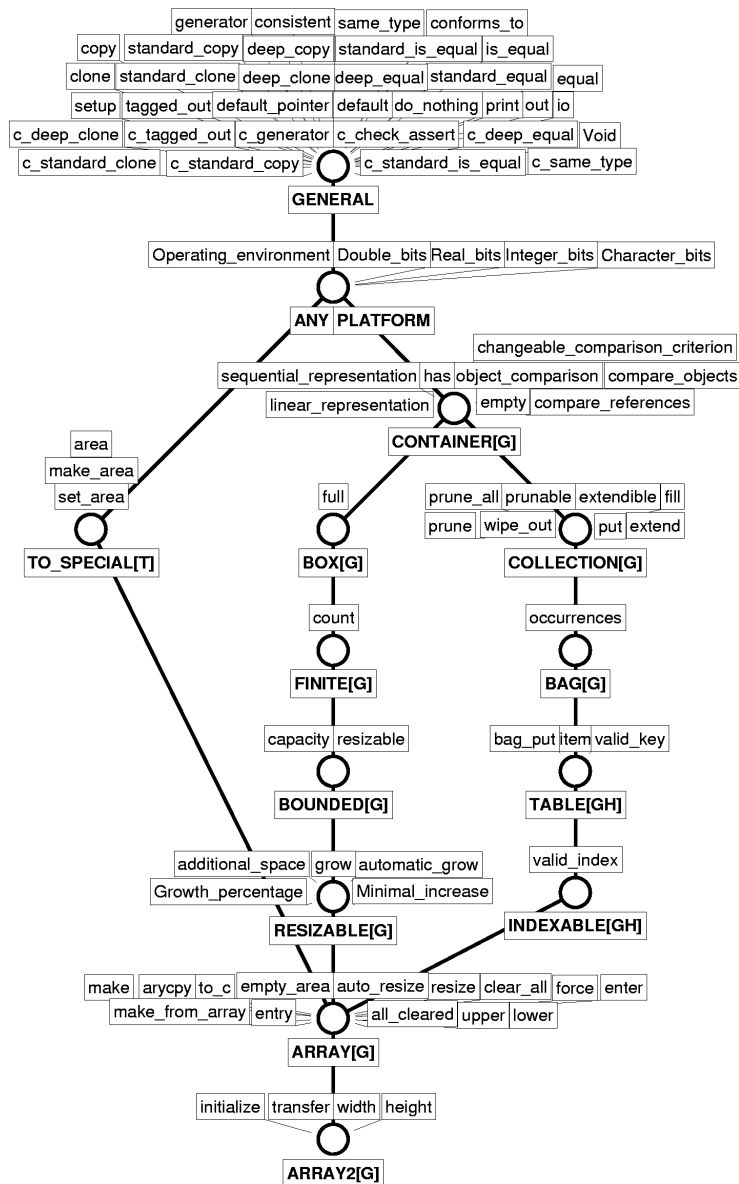 generator consistent same_type conforms_to
copy standard_copy deep_copy standard_is_equal is_equal
clone standard_clone deep_clone deep_equal standard_equal equal
setup tagged_out default_pointer default do_nothing print out io
c_deep_clone c_tagged_out c_generator c_check_assert c_deep_equal Void
c_standard_clone c_standard_copy c_standard_is_equal c_same_type
GENERAL
Operating_environment Double_bits Real_bits Integer_bits Character_bits
ANY PLATFORM
changeable_comparison_criterion
sequential_representation has object_comparison compare_objects
linear_representation empty compare_references
CONTAINER[G]
area
make_area
set_area
full
prune_all prunable extendible fill
prune wipe_out put extend
TO_SPECIAL[T] BOX[G] COLLECTION[G]
count occurrences
FINITE[G] BAG[G]
capacity resizable bag_put item valid_key
BOUNDED[G] TABLE[GH]
additional_space grow automatic_grow valid_index
Growth_percentage Minimal_increase
RESIZABLE[G] INDEXABLE[GH]
make arycpy to_c empty_area auto_resize resize clear_all force enter
make_from_array entry all_cleared upper lower
ARRAY[G]
initialize transfer width height
ARRAY2[G]